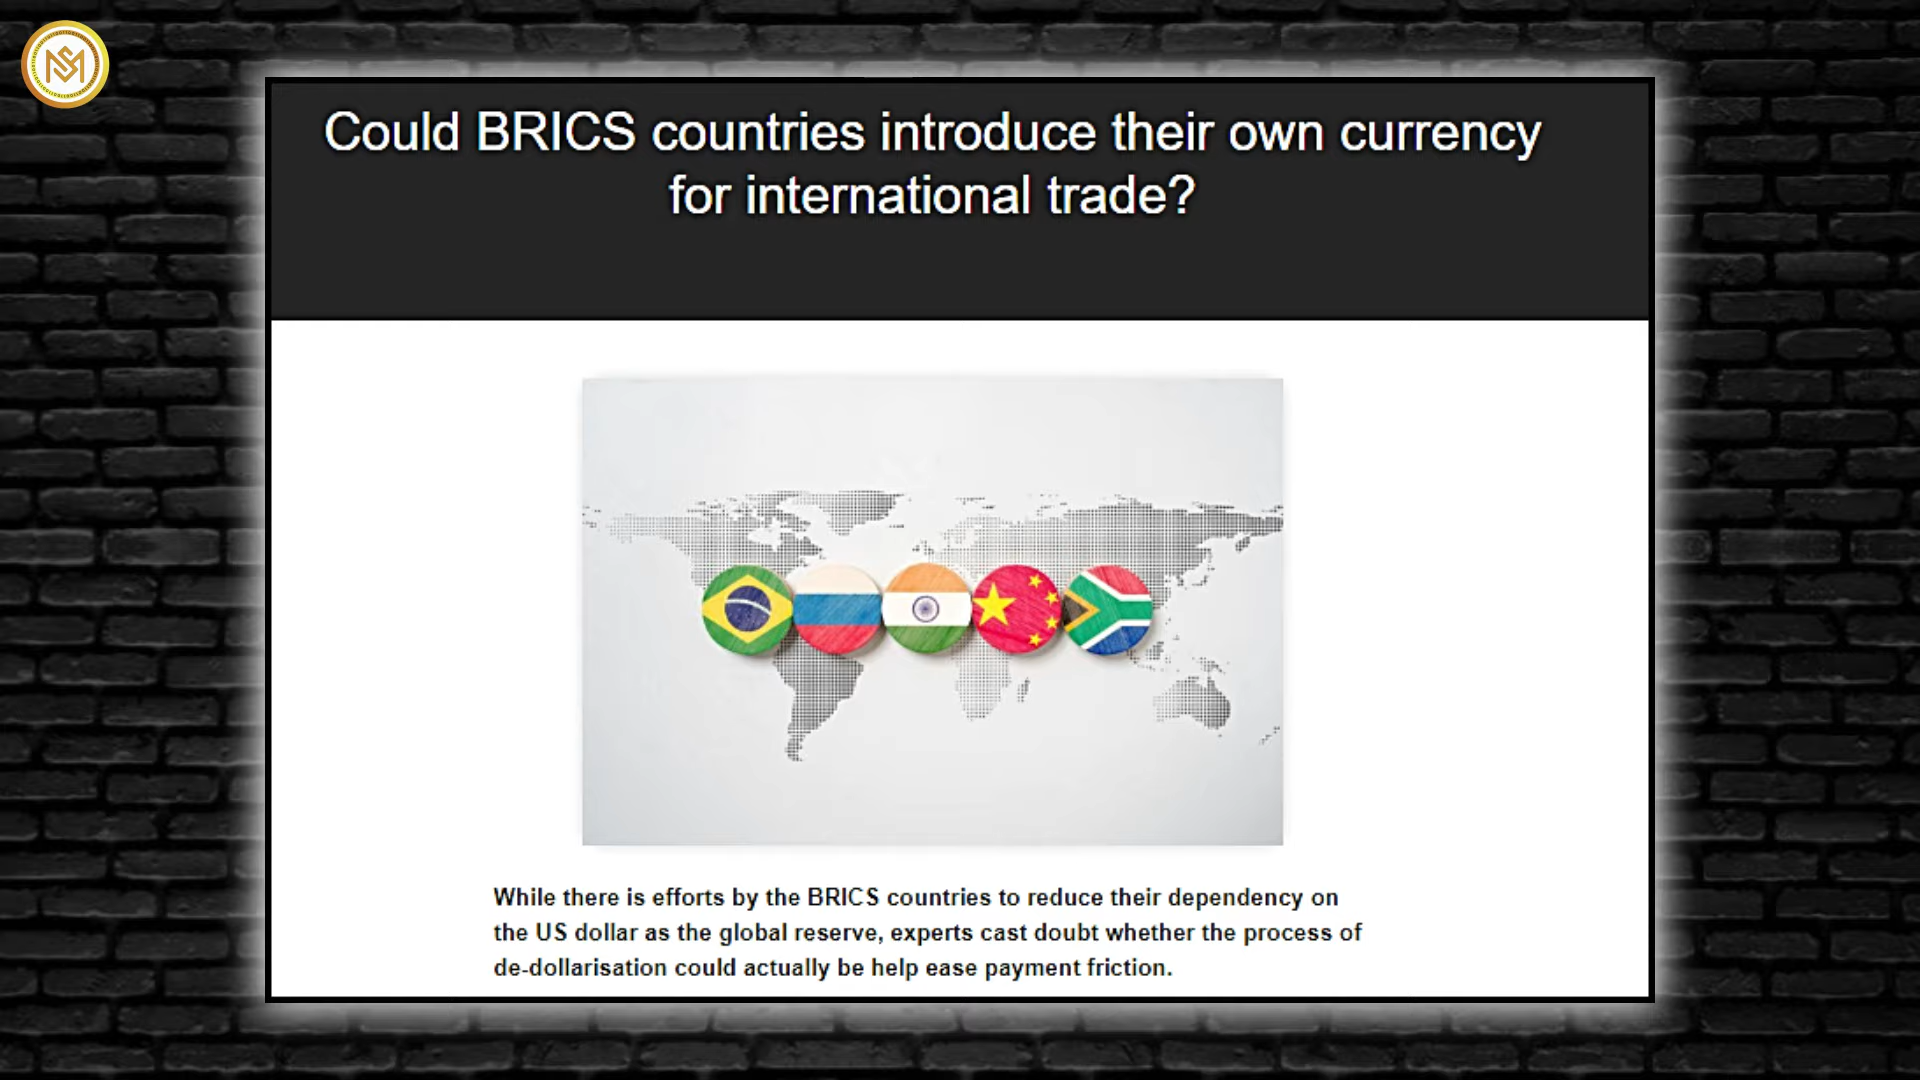 Could BRICS countries introduce their own currency
for international trade?
While there is efforts by the BRICS countries to reduce their dependency on
the US dollar as the global reserve, experts cast doubt whether the process of
de-dollarisation could actually be help ease payment friction.